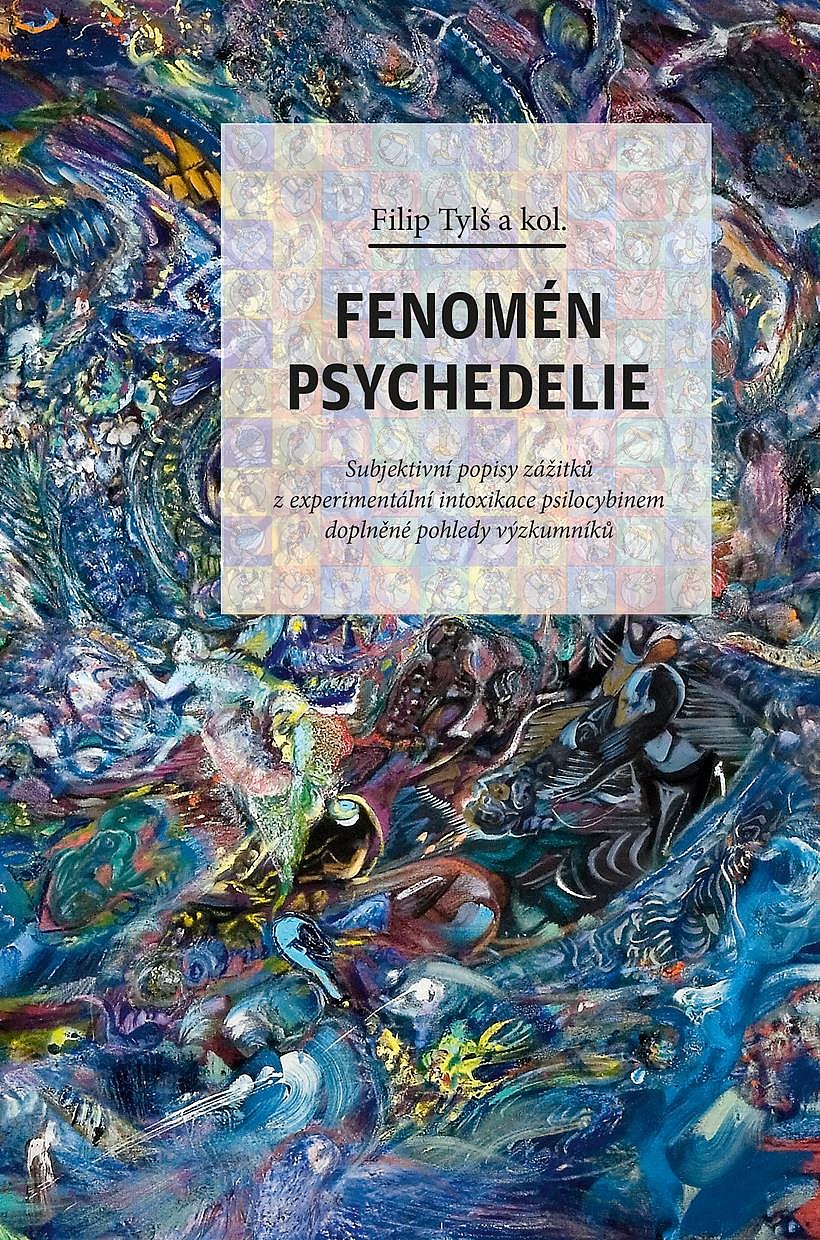 Filip Tylš a kol.
FENOMÉN
PSYCHEDELIE
Subjektivní popisy zážitků
z experimentální intoxikace psilocybinem
doplněné pohledy výzkumníků